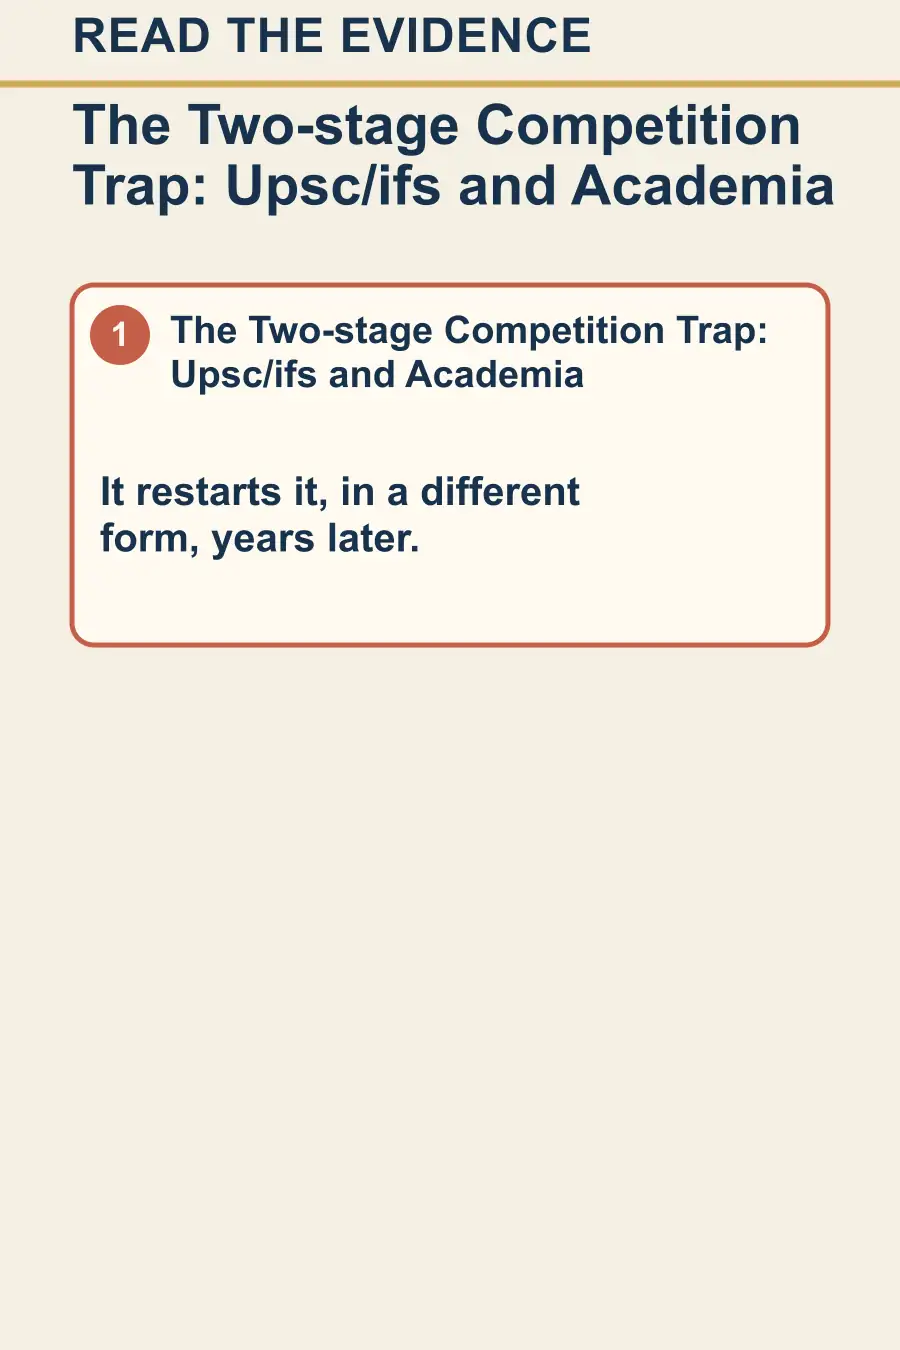 READ THE EVIDENCE
The Two-stage Competition
Trap: Upsc/ifs and Academia
1
The Two-stage Competition Trap:
Upsc/ifs and Academia
It restarts it, in a different
form, years later.